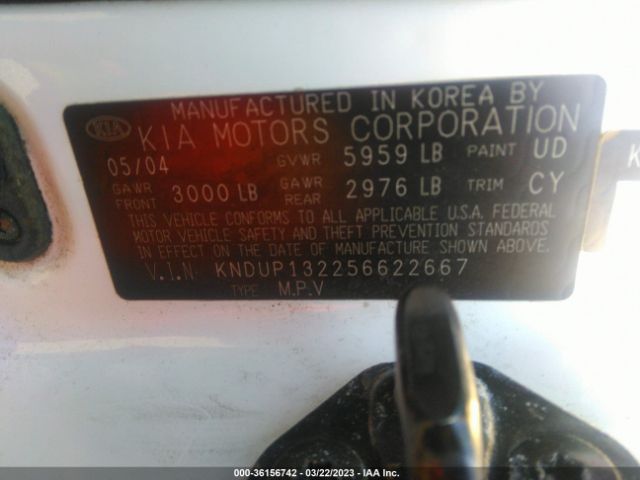 MANUFACTURED IN KOREA BY
KIA KIA MOTORS CORPORATION
05/04 GVWR 5959 LB PAINT UD
GAWR FRONT 3000 LB GAWR REAR 2976 LB TRIM CY
THIS VEHICLE CONFORMS TO ALL APPLICABLE U.S.A. FEDERAL
MOTOR VEHICLE SAFETY AND THEFT PREVENTION STANDARDS
IN EFFECT ON THE DATE OF MANUFACTURE SHOWN ABOVE.
V.I.N KNDUP132256622667
TYPE M.P.V
K
000-36156742 - 03/22/2023 - IAA Inc.